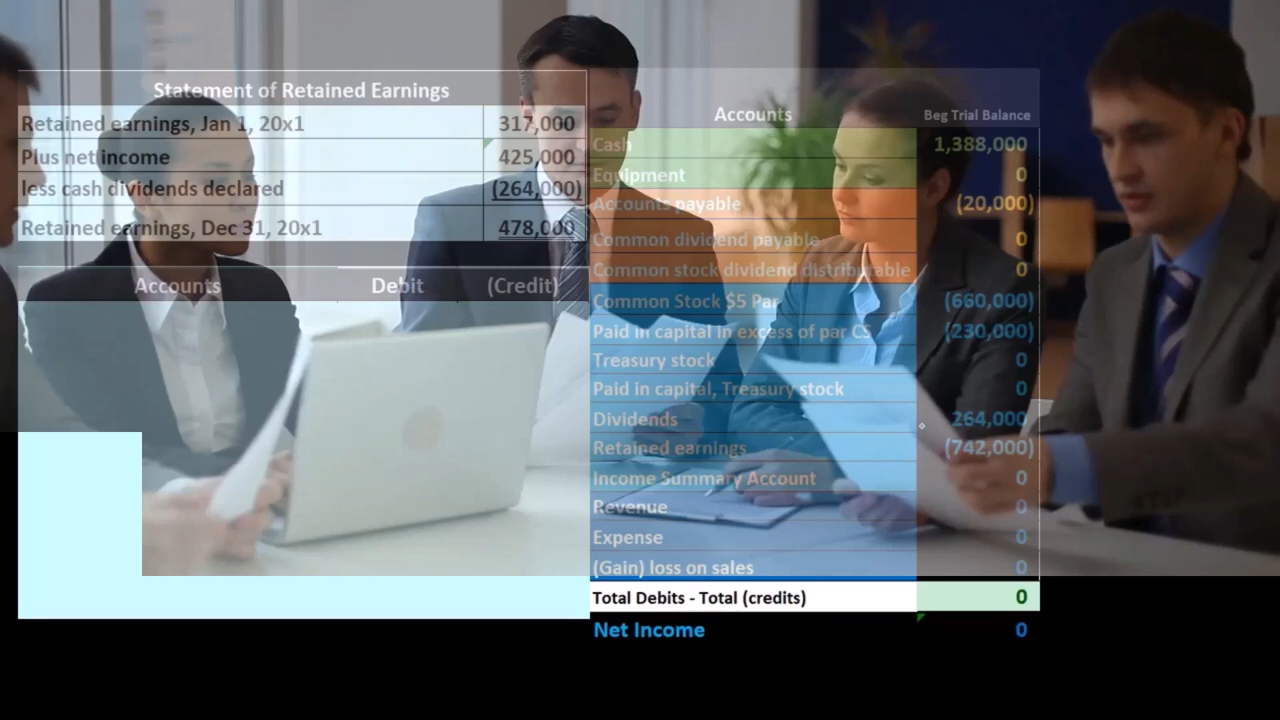 Statement of Retained Earnings
Retained earnings, Jan 1, 20x1 317,000
Plus net income 425,000
less cash dividends declared (264,000)
Retained earnings, Dec 31, 20x1 478,000
Accounts Debit (Credit)
Accounts Beg Trial Balance
Cash 1,388,000
Equipment 0
Accounts payable (20,000)
Common dividend payable 0
Common stock dividend distributable 0
Common Stock $5 Par (660,000)
Paid in capital in excess of par CS (230,000)
Treasury stock 0
Paid in capital, Treasury stock 0
Dividends 264,000
Retained earnings (742,000)
Income Summary Account 0
Revenue 0
Expense 0
(Gain) loss on sales 0
Total Debits - Total (credits) 0
Net Income 0